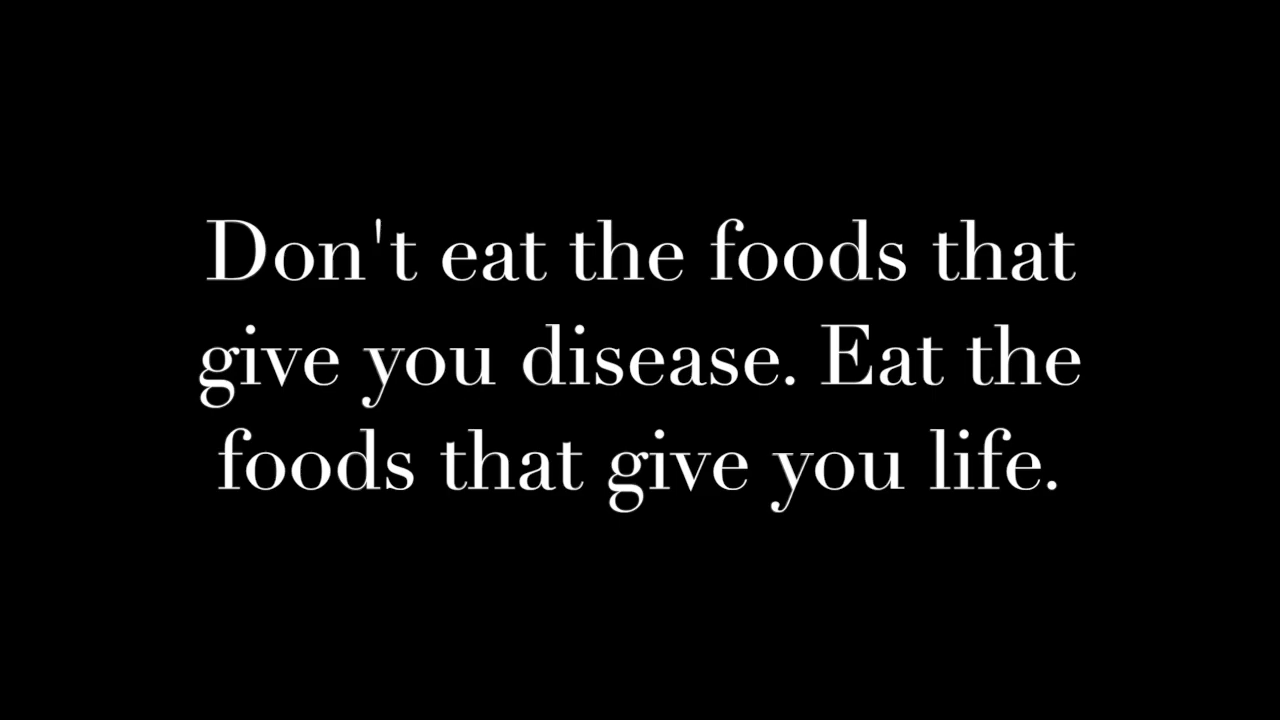 Don't eat the foods that
give you disease. Eat the
foods that give you life.